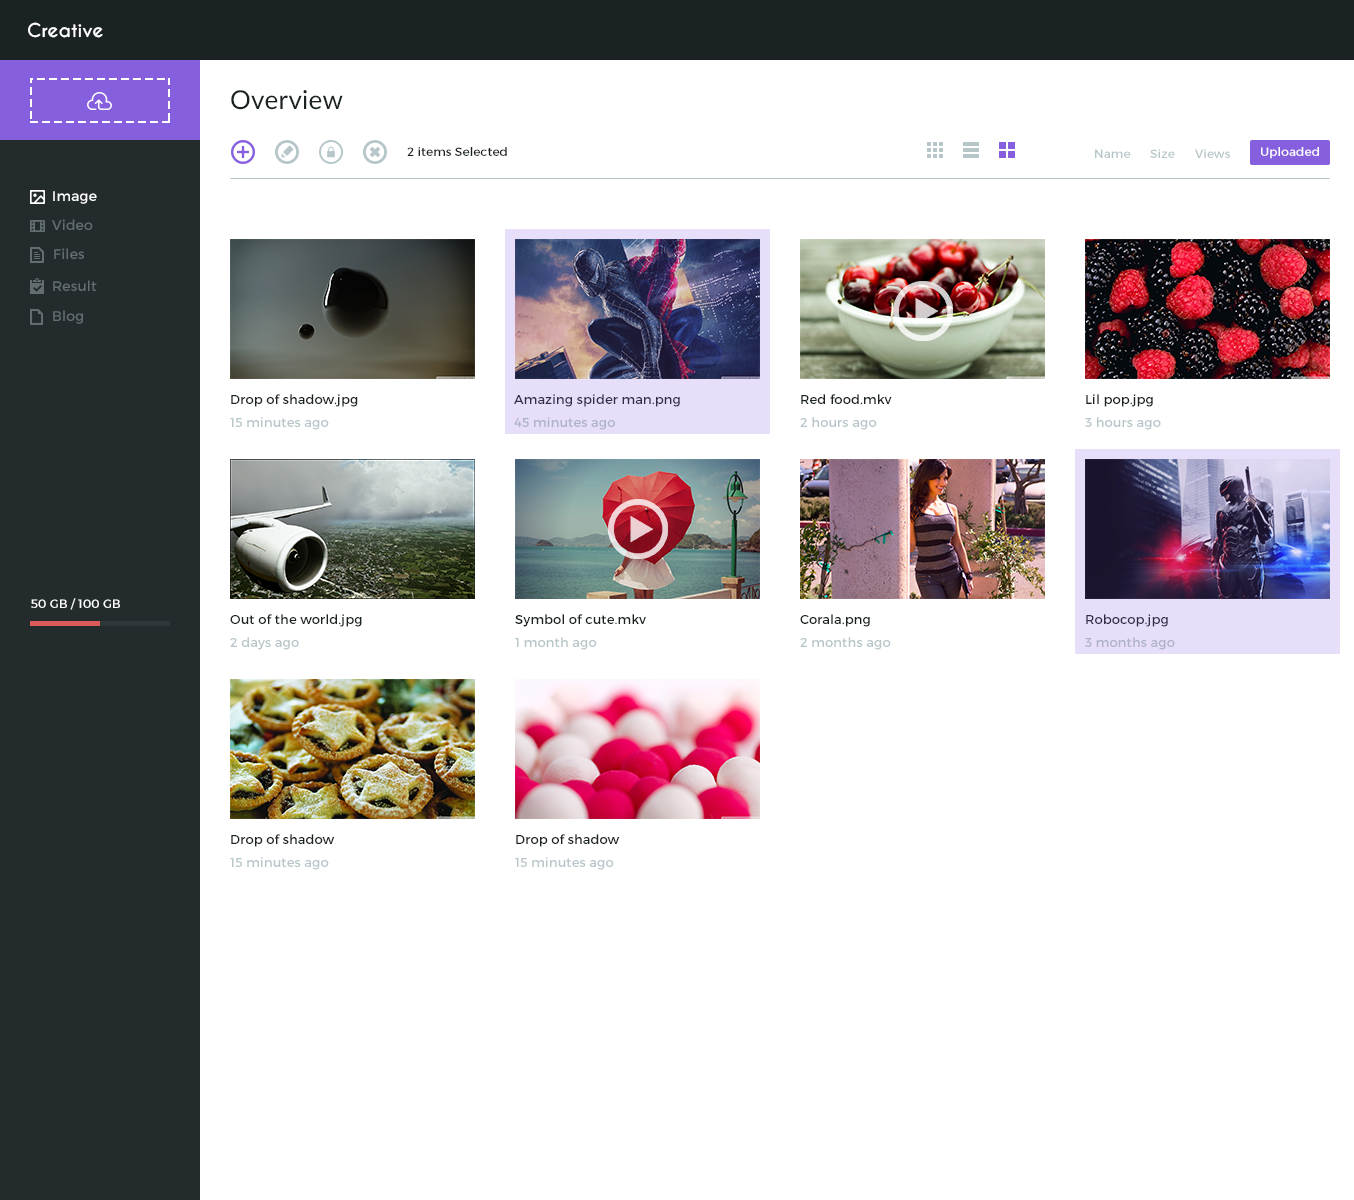 Creative
Overview
2 items Selected
Name Size Views Uploaded
Image
Video
Files
Result
Blog
50 GB / 100 GB
Drop of shadow.jpg
15 minutes ago
Amazing spider man.png
45 minutes ago
Red food.mkv
2 hours ago
Lil pop.jpg
3 hours ago
Out of the world.jpg
2 days ago
Symbol of cute.mkv
1 month ago
Corala.png
2 months ago
Robocop.jpg
3 months ago
Drop of shadow
15 minutes ago
Drop of shadow
15 minutes ago